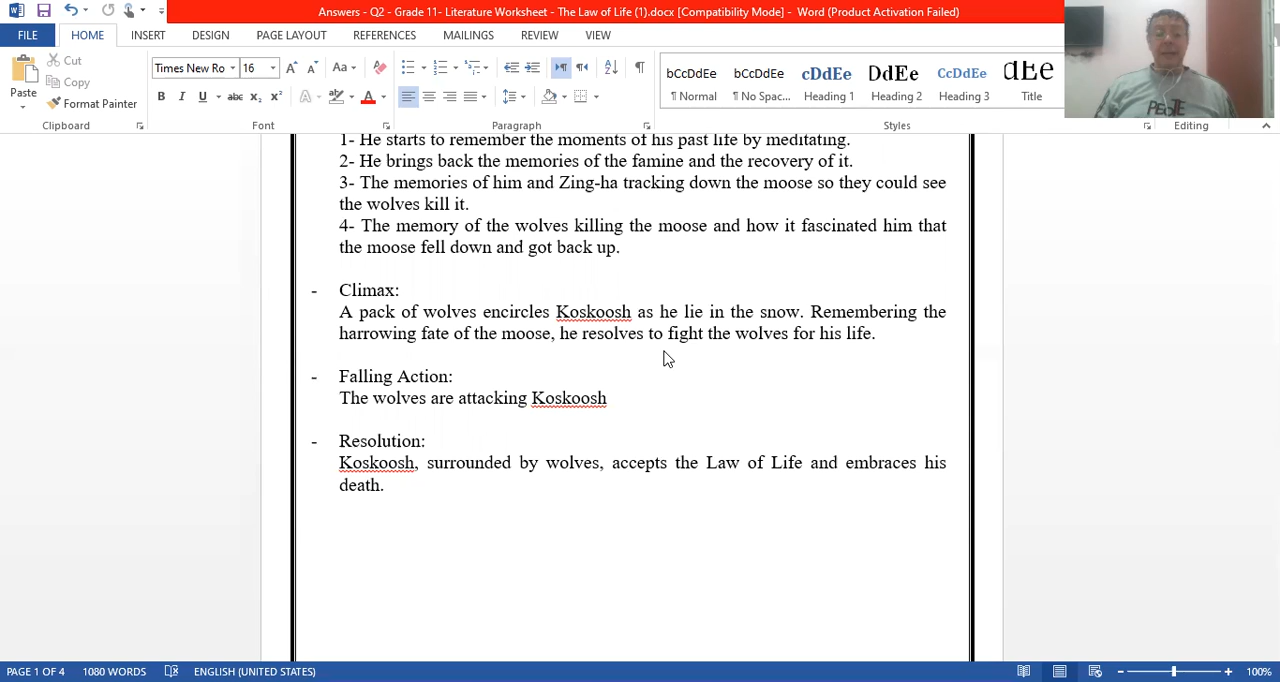 Answers - Q2 - Grade 11- Literature Worksheet - The Law of Life (1).docx [Compatibility Mode] - Word (Product Activation Failed)
FILE HOME INSERT DESIGN PAGE LAYOUT REFERENCES MAILINGS REVIEW VIEW
Cut
Copy
Paste
Format Painter
Times New Ro 16
Aa
B I U abc X₂ X² A A
bCcDdEe bCcDdEe cDdEe DdEe CcDdEe dEe
¶ Normal ¶ No Spac... Heading 1 Heading 2 Heading 3 Title
Clipboard Font Paragraph Styles Editing
1- He starts to remember the moments of his past life by meditating.
2- He brings back the memories of the famine and the recovery of it.
3- The memories of him and Zing-ha tracking down the moose so they could see
the wolves kill it.
4- The memory of the wolves killing the moose and how it fascinated him that
the moose fell down and got back up.
- Climax:
A pack of wolves encircles Koskoosh as he lie in the snow. Remembering the
harrowing fate of the moose, he resolves to fight the wolves for his life.
- Falling Action:
The wolves are attacking Koskoosh
- Resolution:
Koskoosh, surrounded by wolves, accepts the Law of Life and embraces his
death.
PAGE 1 OF 4 1080 WORDS ENGLISH (UNITED STATES) 100%